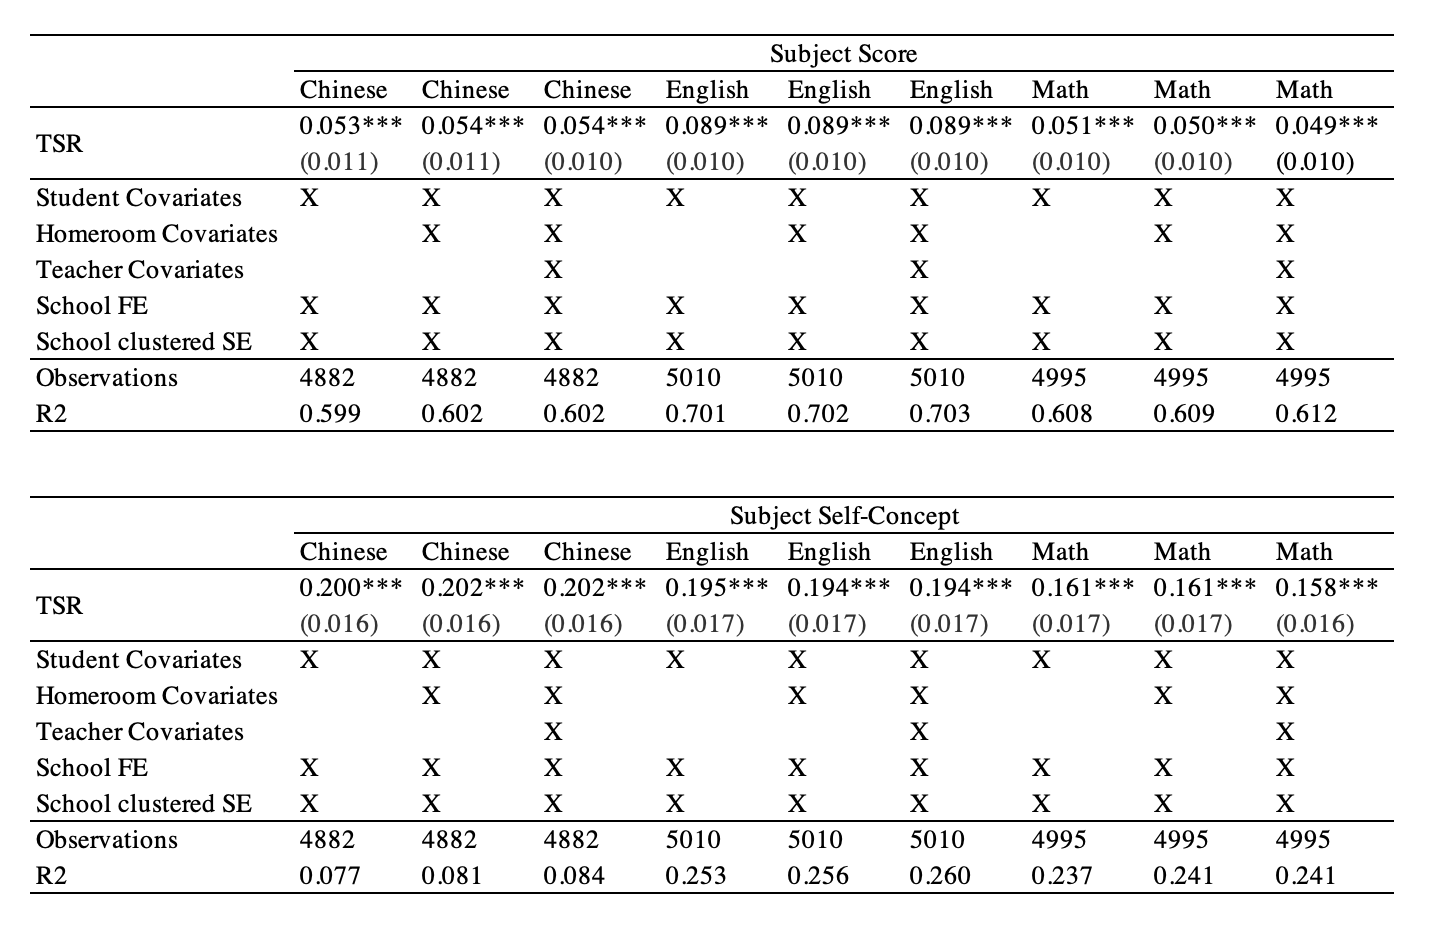 Subject Score
Chinese Chinese Chinese English English English Math Math Math
TSR 0.053*** 0.054*** 0.054*** 0.089*** 0.089*** 0.089*** 0.051*** 0.050*** 0.049***
(0.011) (0.011) (0.010) (0.010) (0.010) (0.010) (0.010) (0.010) (0.010)
Student Covariates X X X X X X X X X
Homeroom Covariates X X X X X X
Teacher Covariates X X X
School FE X X X X X X X X X
School clustered SE X X X X X X X X X
Observations 4882 4882 4882 5010 5010 5010 4995 4995 4995
R2 0.599 0.602 0.602 0.701 0.702 0.703 0.608 0.609 0.612
Subject Self-Concept
Chinese Chinese Chinese English English English Math Math Math
TSR 0.200*** 0.202*** 0.202*** 0.195*** 0.194*** 0.194*** 0.161*** 0.161*** 0.158***
(0.016) (0.016) (0.016) (0.017) (0.017) (0.017) (0.017) (0.017) (0.016)
Student Covariates X X X X X X X X X
Homeroom Covariates X X X X X X
Teacher Covariates X X X
School FE X X X X X X X X X
School clustered SE X X X X X X X X X
Observations 4882 4882 4882 5010 5010 5010 4995 4995 4995
R2 0.077 0.081 0.084 0.253 0.256 0.260 0.237 0.241 0.241